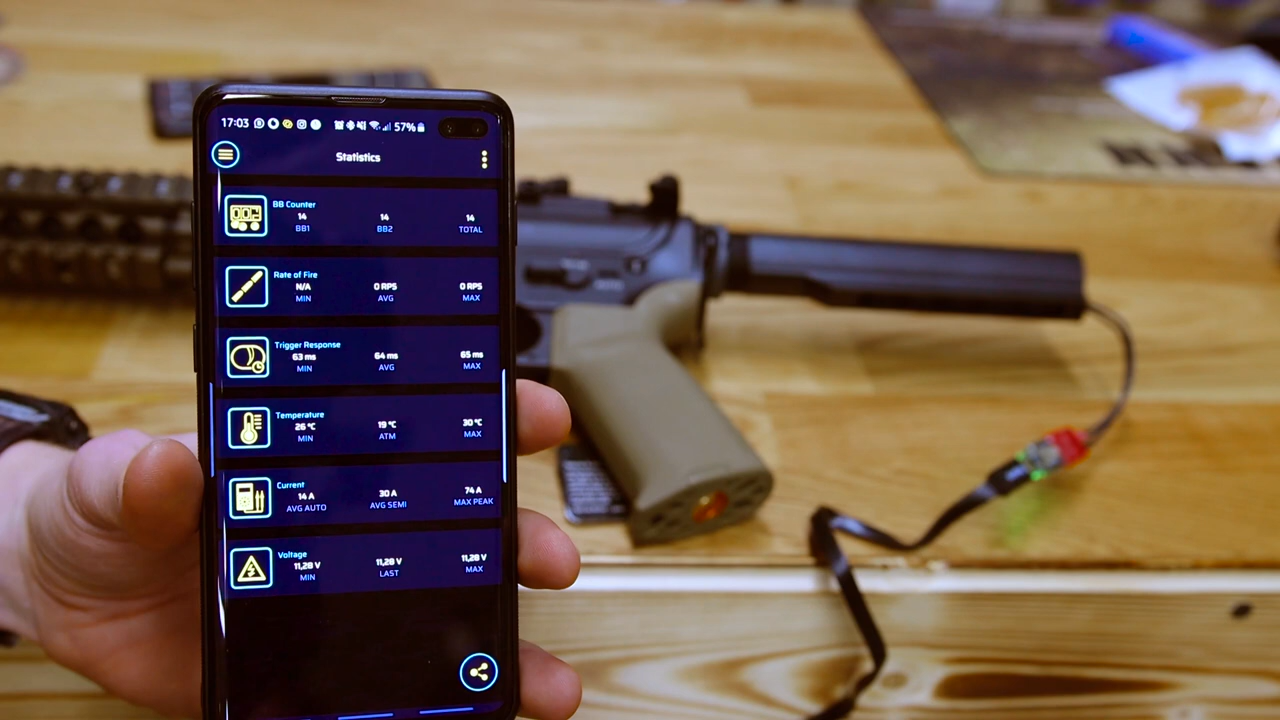 17:03 57%
Statistics
BB Counter
14 14 14
BB1 BB2 TOTAL
Rate of Fire
N/A 0 RPS 0 RPS
MIN AVG MAX
Trigger Response
63 ms 64 ms 65 ms
MIN AVG MAX
Temperature
26 °C 19 °C 30 °C
MIN ATM MAX
Current
14 A 30 A 74 A
AVG AUTO AVG SEMI MAX PEAK
Voltage
11,28 V 11,28 V 11,28 V
MIN LAST MAX